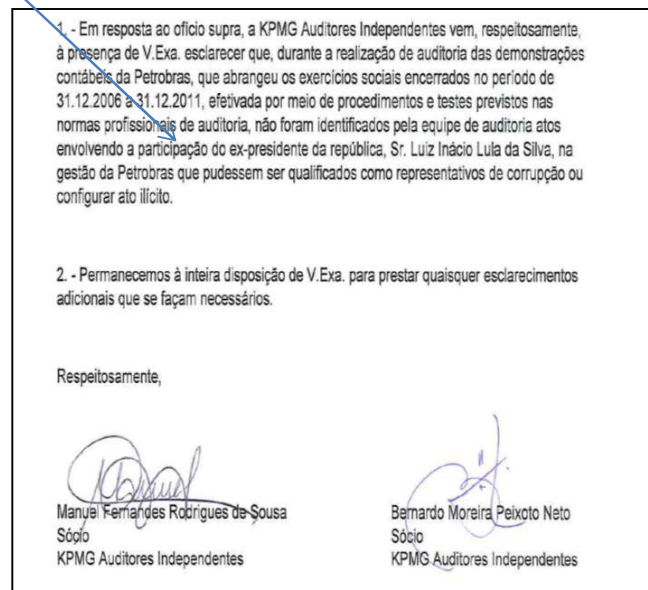 1. - Em resposta ao ofício supra, a KPMG Auditores Independentes vem, respeitosamente,
à presença de V.Exa. esclarecer que, durante a realização de auditoria das demonstrações
contábeis da Petrobras, que abrangeu os exercícios sociais encerrados no período de
31.12.2006 a 31.12.2011, efetivada por meio de procedimentos e testes previstos nas
normas profissionais de auditoria, não foram identificados pela equipe de auditoria atos
envolvendo a participação do ex-presidente da república, Sr. Luiz Inácio Lula da Silva, na
gestão da Petrobras que pudessem ser qualificados como representativos de corrupção ou
configurar ato ilícito.
2. - Permanecemos à inteira disposição de V.Exa. para prestar quaisquer esclarecimentos
adicionais que se façam necessários.
Respeitosamente,
Manuel Fernandes Rodrigues de Sousa
Sócio
KPMG Auditores Independentes
Bernardo Moreira Peixoto Neto
Sócio
KPMG Auditores Independentes